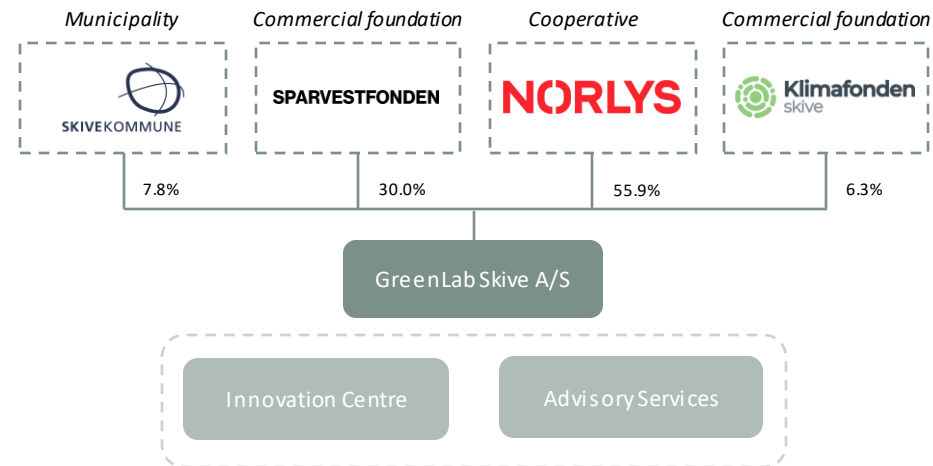 Municipality
Commercial foundation
Cooperative
Commercial foundation
SKIVEKOMMUNE
SPARVESTFONDEN
NORLYS
Klimafonden
skive
7.8%
30.0%
55.9%
6.3%
GreenLab Skive A/S
Innovation Centre
Advisory Services